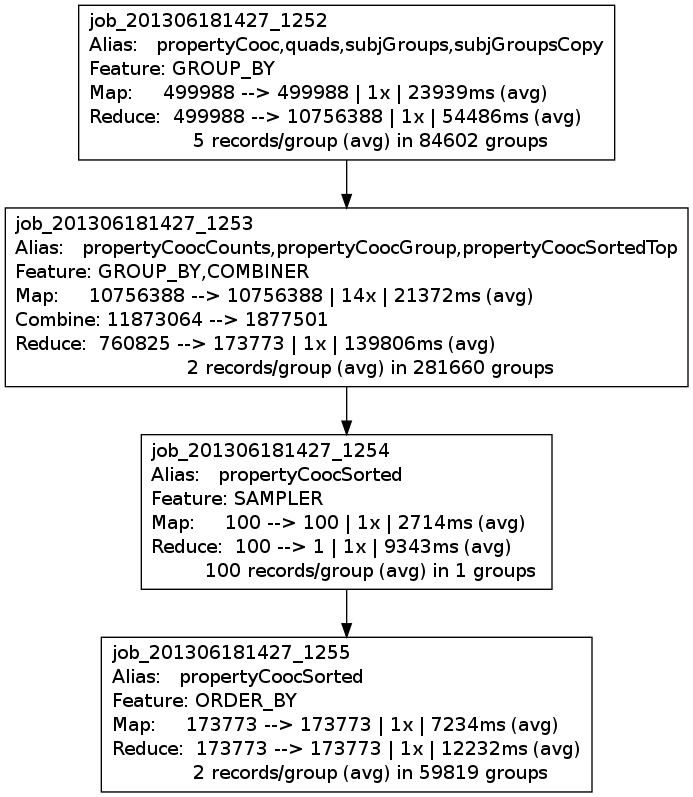 job_201306181427_1252
Alias: propertyCooc,quads,subjGroups,subjGroupsCopy
Feature: GROUP_BY
Map: 499988 --> 499988 | 1x | 23939ms (avg)
Reduce: 499988 --> 10756388 | 1x | 54486ms (avg)
5 records/group (avg) in 84602 groups
job_201306181427_1253
Alias: propertyCoocCounts,propertyCoocGroup,propertyCoocSortedTop
Feature: GROUP_BY,COMBINER
Map: 10756388 --> 10756388 | 14x | 21372ms (avg)
Combine: 11873064 --> 1877501
Reduce: 760825 --> 173773 | 1x | 139806ms (avg)
2 records/group (avg) in 281660 groups
job_201306181427_1254
Alias: propertyCoocSorted
Feature: SAMPLER
Map: 100 --> 100 | 1x | 2714ms (avg)
Reduce: 100 --> 1 | 1x | 9343ms (avg)
100 records/group (avg) in 1 groups
job_201306181427_1255
Alias: propertyCoocSorted
Feature: ORDER_BY
Map: 173773 --> 173773 | 1x | 7234ms (avg)
Reduce: 173773 --> 173773 | 1x | 12232ms (avg)
2 records/group (avg) in 59819 groups